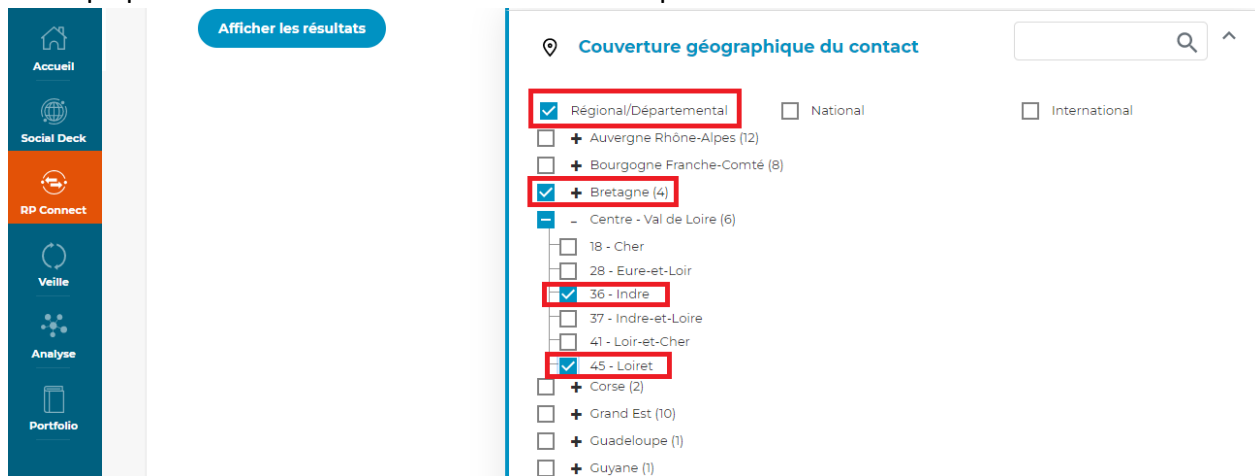 Accueil
Social Deck
RP Connect
Veille
Analyse
Portfolio
Afficher les résultats
Couverture géographique du contact
Régional/Départemental National International
+ Auvergne Rhône-Alpes (12)
+ Bourgogne Franche-Comté (8)
+ Bretagne (4)
- Centre - Val de Loire (6)
18 - Cher
28 - Eure-et-Loir
36 - Indre
37 - Indre-et-Loire
41 - Loir-et-Cher
45 - Loiret
+ Corse (2)
+ Grand Est (10)
+ Guadeloupe (1)
+ Guyane (1)